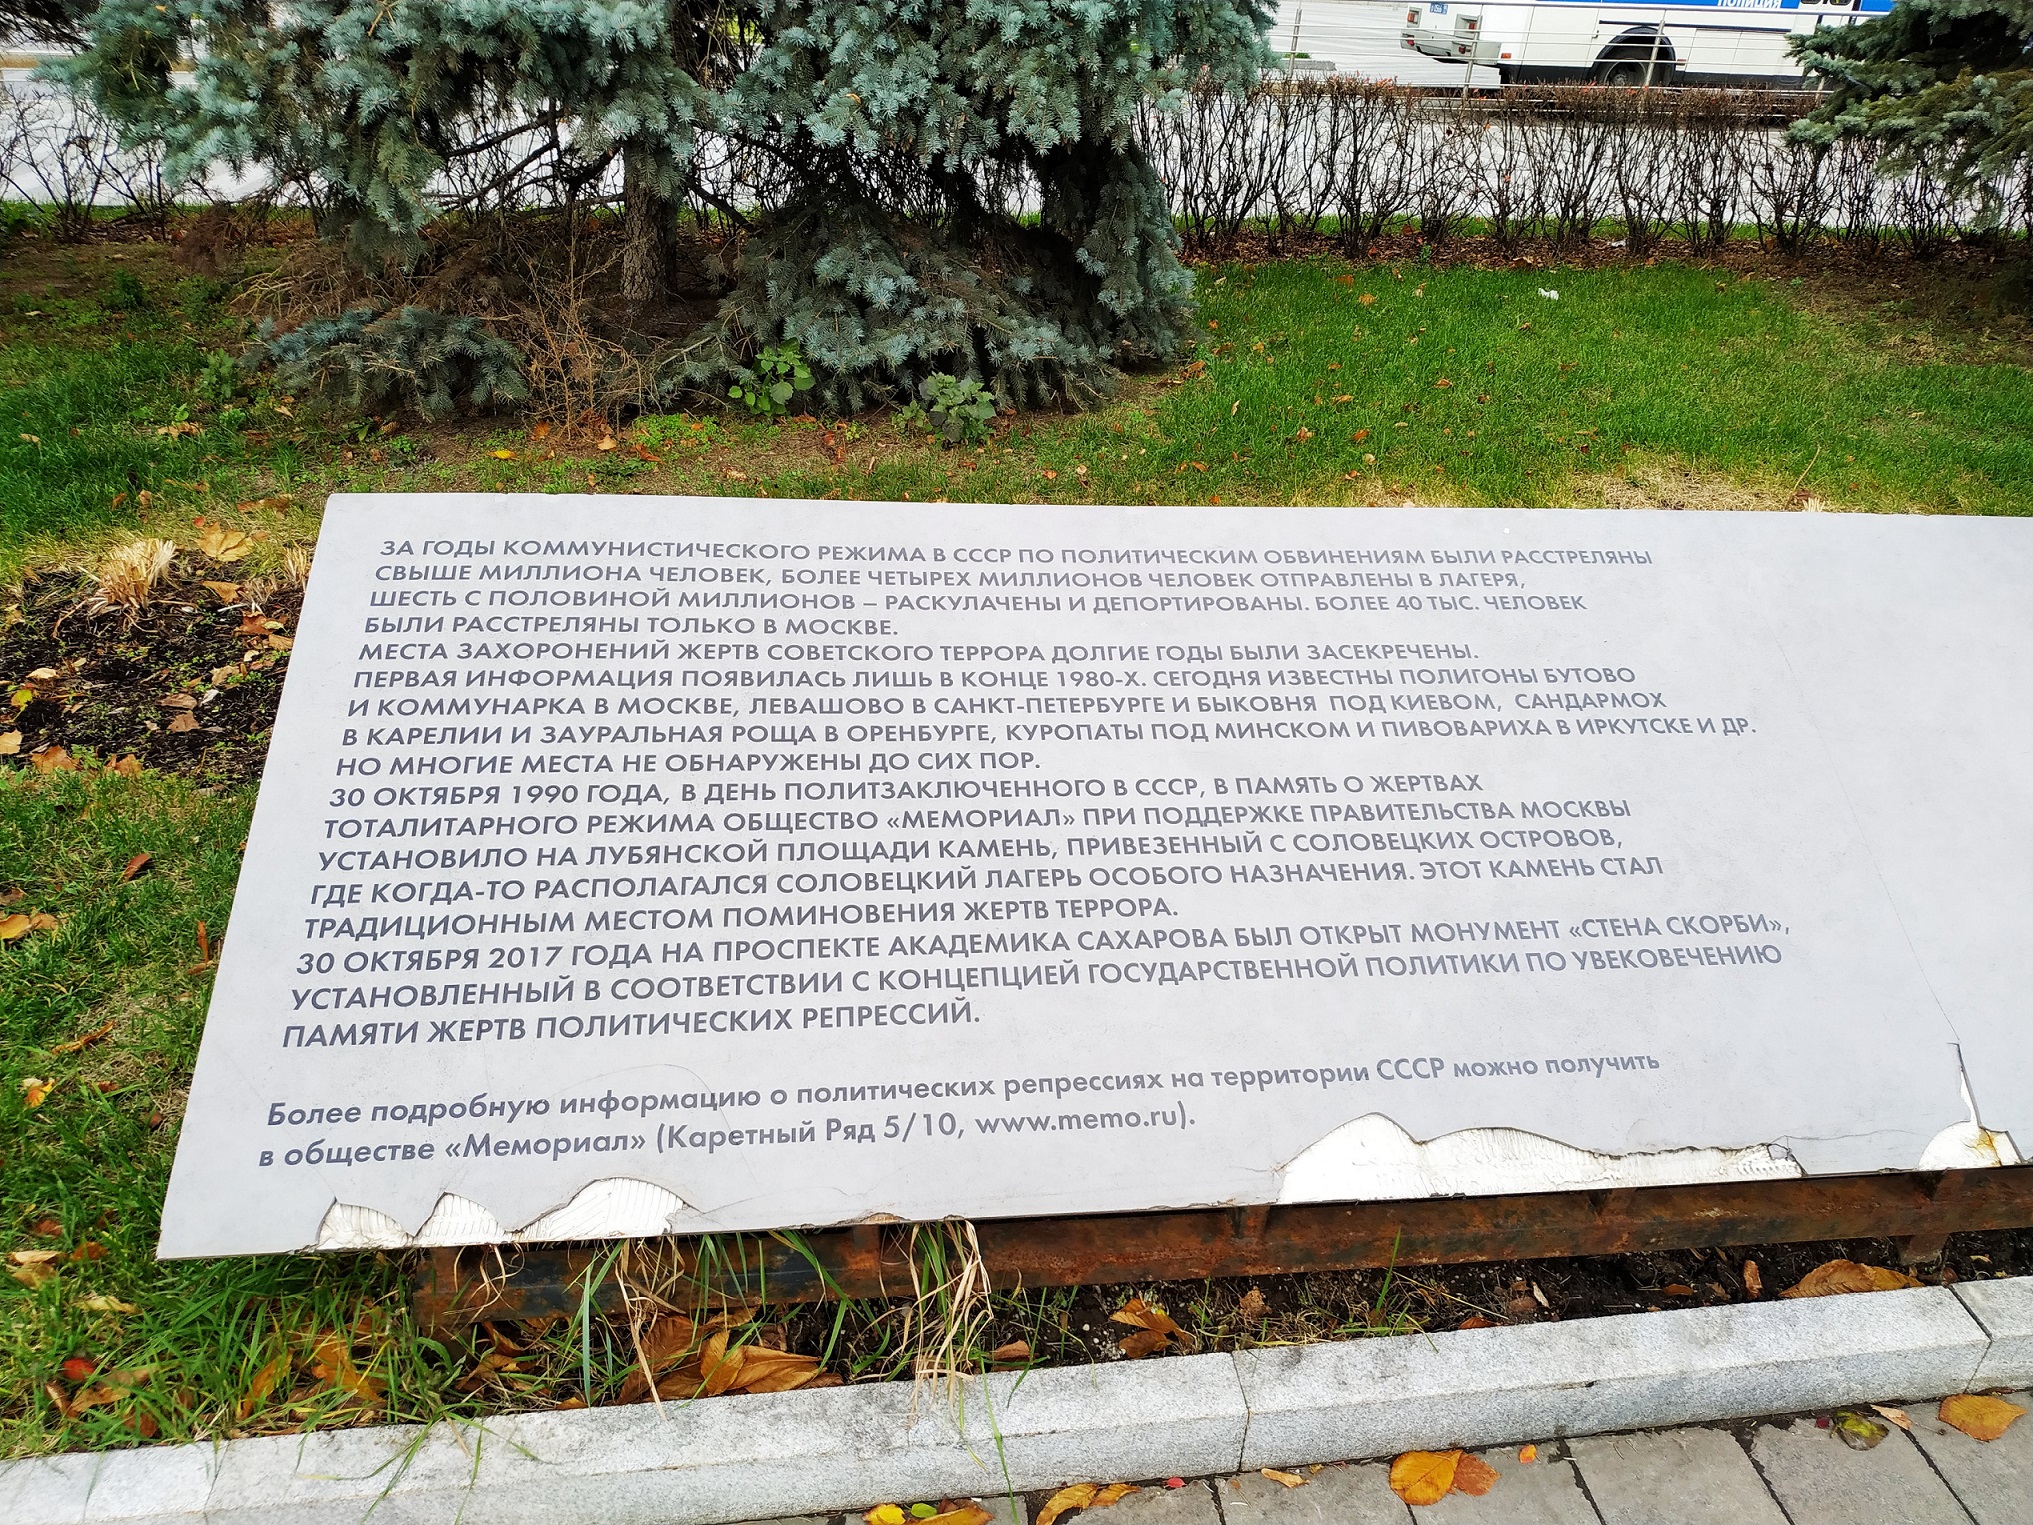 ПОЛИЦИЯ
ЗА ГОДЫ КОММУНИСТИЧЕСКОГО РЕЖИМА В СССР ПО ПОЛИТИЧЕСКИМ ОБВИНЕНИЯМ БЫЛИ РАССТРЕЛЯНЫ
СВЫШЕ МИЛЛИОНА ЧЕЛОВЕК, БОЛЕЕ ЧЕТЫРЕХ МИЛЛИОНОВ ЧЕЛОВЕК ОТПРАВЛЕНЫ В ЛАГЕРЯ,
ШЕСТЬ С ПОЛОВИНОЙ МИЛЛИОНОВ – РАСКУЛАЧЕНЫ И ДЕПОРТИРОВАНЫ. БОЛЕЕ 40 ТЫС. ЧЕЛОВЕК
БЫЛИ РАССТРЕЛЯНЫ ТОЛЬКО В МОСКВЕ.
МЕСТА ЗАХОРОНЕНИЙ ЖЕРТВ СОВЕТСКОГО ТЕРРОРА ДОЛГИЕ ГОДЫ БЫЛИ ЗАСЕКРЕЧЕНЫ.
ПЕРВАЯ ИНФОРМАЦИЯ ПОЯВИЛАСЬ ЛИШЬ В КОНЦЕ 1980-Х. СЕГОДНЯ ИЗВЕСТНЫ ПОЛИГОНЫ БУТОВО
И КОММУНАРКА В МОСКВЕ, ЛЕВАШОВО В САНКТ-ПЕТЕРБУРГЕ И БЫКОВНЯ ПОД КИЕВОМ, САНДАРМОХ
В КАРЕЛИИ И ЗАУРАЛЬНАЯ РОЩА В ОРЕНБУРГЕ, КУРОПАТЫ ПОД МИНСКОМ И ПИВОВАРИХА В ИРКУТСКЕ И ДР.
НО МНОГИЕ МЕСТА НЕ ОБНАРУЖЕНЫ ДО СИХ ПОР.
30 ОКТЯБРЯ 1990 ГОДА, В ДЕНЬ ПОЛИТЗАКЛЮЧЕННОГО В СССР, В ПАМЯТЬ О ЖЕРТВАХ
ТОТАЛИТАРНОГО РЕЖИМА ОБЩЕСТВО «МЕМОРИАЛ» ПРИ ПОДДЕРЖКЕ ПРАВИТЕЛЬСТВА МОСКВЫ
УСТАНОВИЛО НА ЛУБЯНСКОЙ ПЛОЩАДИ КАМЕНЬ, ПРИВЕЗЕННЫЙ С СОЛОВЕЦКИХ ОСТРОВОВ,
ГДЕ КОГДА-ТО РАСПОЛАГАЛСЯ СОЛОВЕЦКИЙ ЛАГЕРЬ ОСОБОГО НАЗНАЧЕНИЯ. ЭТОТ КАМЕНЬ СТАЛ
ТРАДИЦИОННЫМ МЕСТОМ ПОМИНОВЕНИЯ ЖЕРТВ ТЕРРОРА.
30 ОКТЯБРЯ 2017 ГОДА НА ПРОСПЕКТЕ АКАДЕМИКА САХАРОВА БЫЛ ОТКРЫТ МОНУМЕНТ «СТЕНА СКОРБИ»,
УСТАНОВЛЕННЫЙ В СООТВЕТСТВИИ С КОНЦЕПЦИЕЙ ГОСУДАРСТВЕННОЙ ПОЛИТИКИ ПО УВЕКОВЕЧЕНИЮ
ПАМЯТИ ЖЕРТВ ПОЛИТИЧЕСКИХ РЕПРЕССИЙ.
Более подробную информацию о политических репрессиях на территории СССР можно получить
в обществе «Мемориал» (Каретный Ряд 5/10, www.memo.ru).